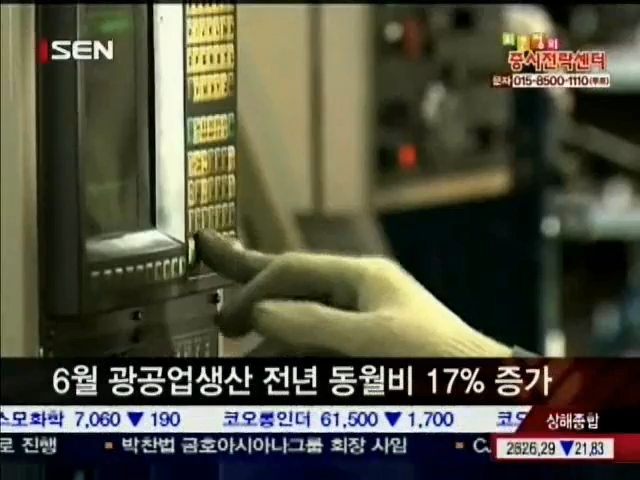 SEN
의
증시전략센터
문자 015-8500-1110(무료)
6월 광공업생산 전년 동월비 17% 증가
스모화학 7,060 ▼ 190 코오롱인더 61,500 ▼ 1,700 코오
상해종합
로 진행 ▪ 박찬법 금호아시아나그룹 회장 사임 ▪ CJ
2626,29 ▼21,83